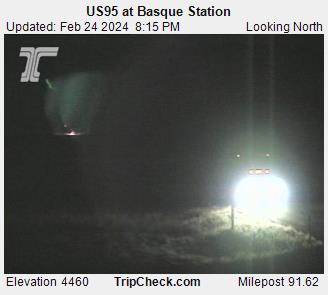 US95 at Basque Station
Updated: Feb 24 2024 8:15 PM Looking North
Elevation 4460 TripCheck.com Milepost 91.62